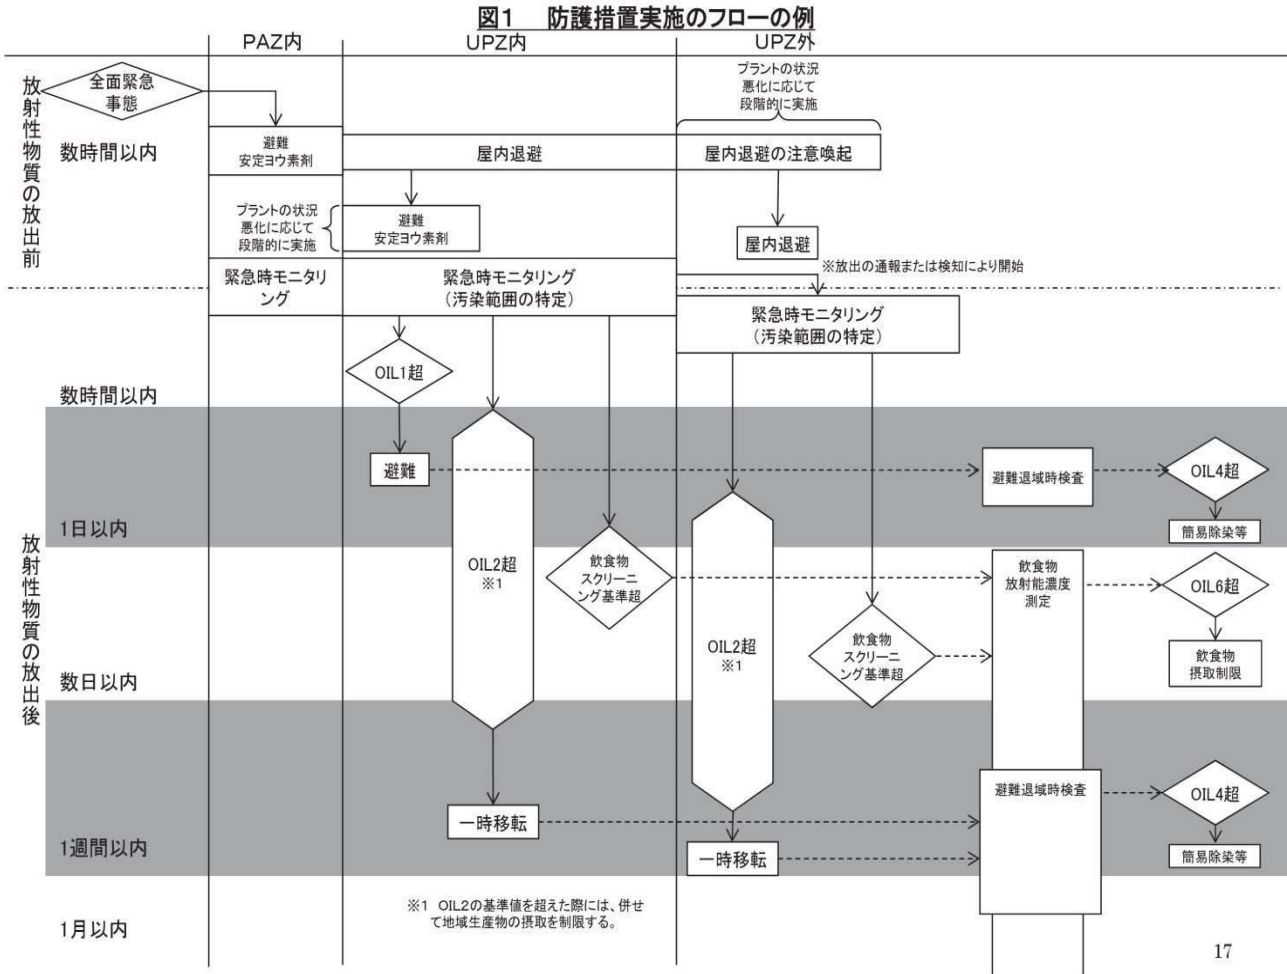 図1　防護措置実施のフローの例
PAZ内
UPZ内
UPZ外
放射性物質の放出前
全面緊急
事態
プラントの状況
悪化に応じて
段階的に実施
数時間以内
避難
安定ヨウ素剤
屋内退避
屋内退避の注意喚起
プラントの状況
悪化に応じて
段階的に実施
避難
安定ヨウ素剤
屋内退避
※放出の通報または検知により開始
緊急時モニタリ
ング
緊急時モニタリング
（汚染範囲の特定）
緊急時モニタリング
（汚染範囲の特定）
放射性物質の放出後
数時間以内
OIL1超
避難
避難退域時検査
OIL4超
簡易除染等
1日以内
OIL2超
※1
飲食物
スクリーニ
ング基準超
飲食物
放射能濃度
測定
OIL6超
OIL2超
※1
飲食物
スクリーニ
ング基準超
飲食物
摂取制限
数日以内
一時移転
避難退域時検査
OIL4超
1週間以内
一時移転
簡易除染等
※1　OIL2の基準値を超えた際には、併せ
て地域生産物の摂取を制限する。
1月以内
17